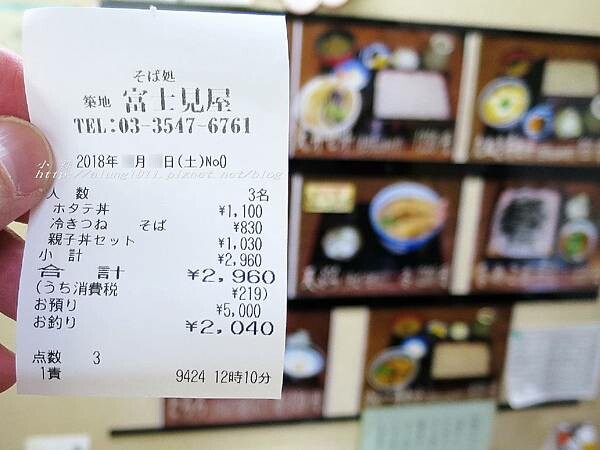 そば処
築地 富士見屋
TEL:03-3547-6761
2018年 月 日(土)No0
人 数 3名
ホタテ丼 ¥1,100
冷きつね そば ¥830
親子丼セット ¥1,030
小 計 ¥2,960
合 計 ¥2,960
(うち消費税 ¥219)
お預り ¥5,000
お釣り ¥2,040
点数 3
1責 9424 12時10分